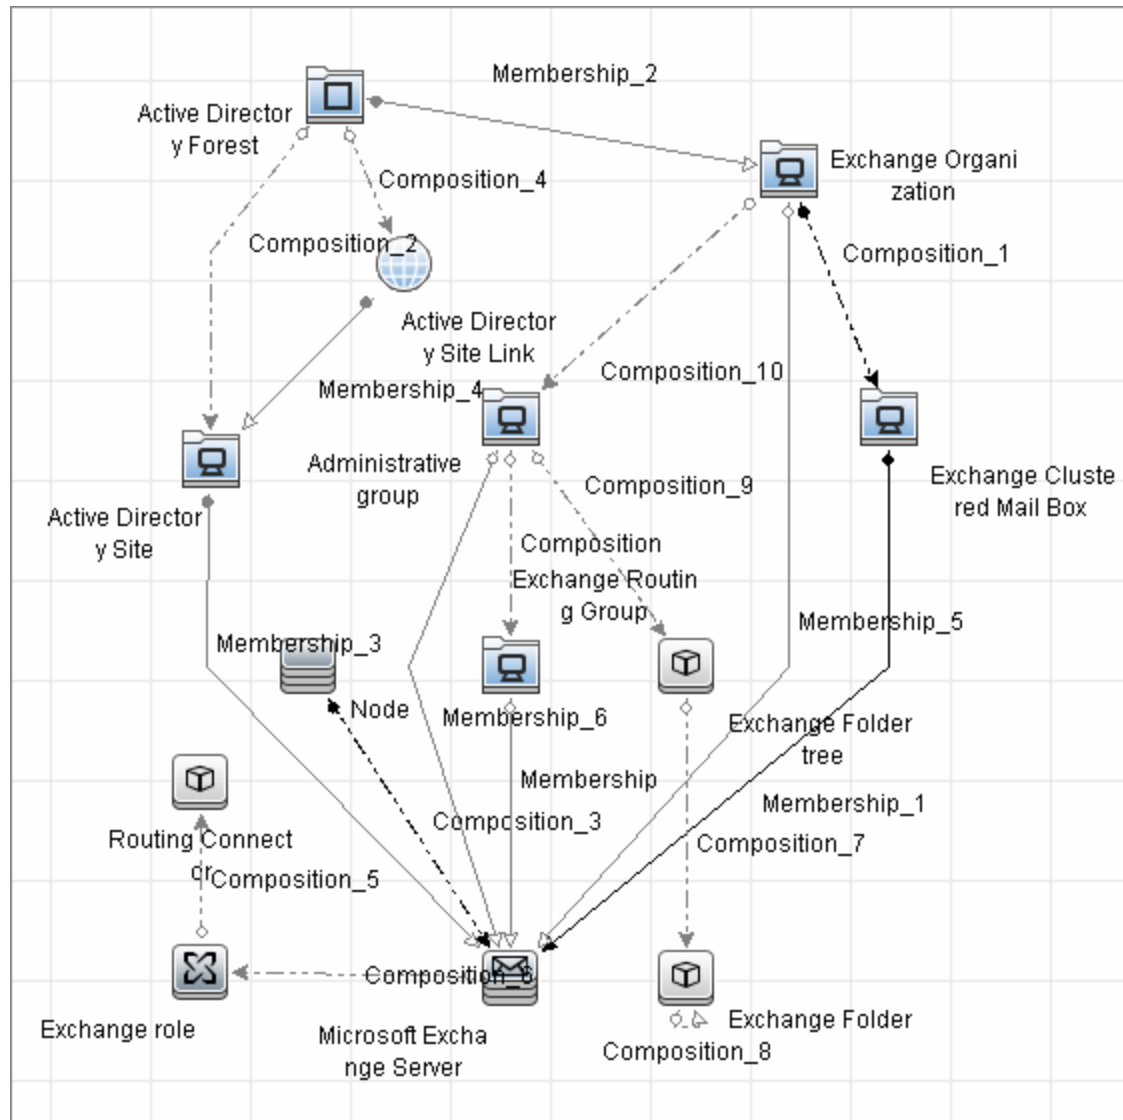 Membership_2
Active Director
y Forest
Exchange Organi
zation
Composition_4
Composition_2
Composition_1
Active Director
y Site Link
Composition_10
Membership_4
Administrative
group
Composition_9
Exchange Cluste
red Mail Box
Active Director
y Site
Composition
Exchange Routin
g Group
Membership_5
Membership_3
Node
Membership_6
Exchange Folder
tree
Membership
Membership_1
Composition_3
Routing Connect
or
Composition_7
Composition_5
Composition_6
Exchange role
Microsoft Excha
nge Server
Exchange Folder
Composition_8